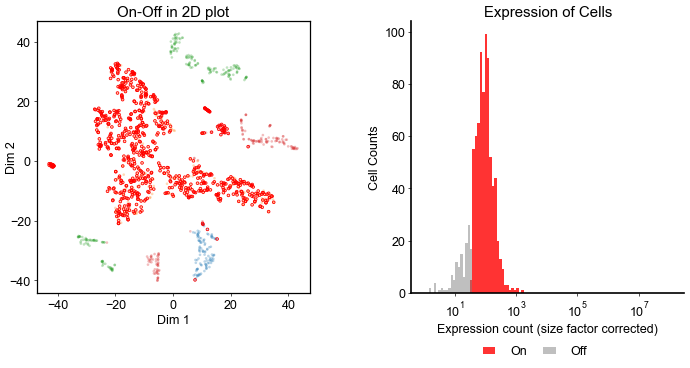 On-Off in 2D plot
Dim 2
40
20
0
−20
−40
−40 −20 0 20 40
Dim 1
Expression of Cells
Cell Counts
100
80
60
40
20
0
10^1 10^3 10^5 10^7
Expression count (size factor corrected)
On Off